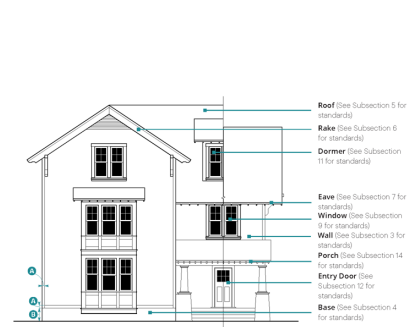 Roof (See Subsection 5 for
standards)
Rake (See Subsection 6
for standards)
Dormer (See Subsection
11 for standards)
Eave (See Subsection 7 for
standards)
Window (See Subsection
9 for standards)
Wall (See Subsection 3 for
standards)
Porch (See Subsection 14
for standards)
Entry Door (See
Subsection 12 for
standards)
Base (See Subsection 4
for standards)
A
A
B